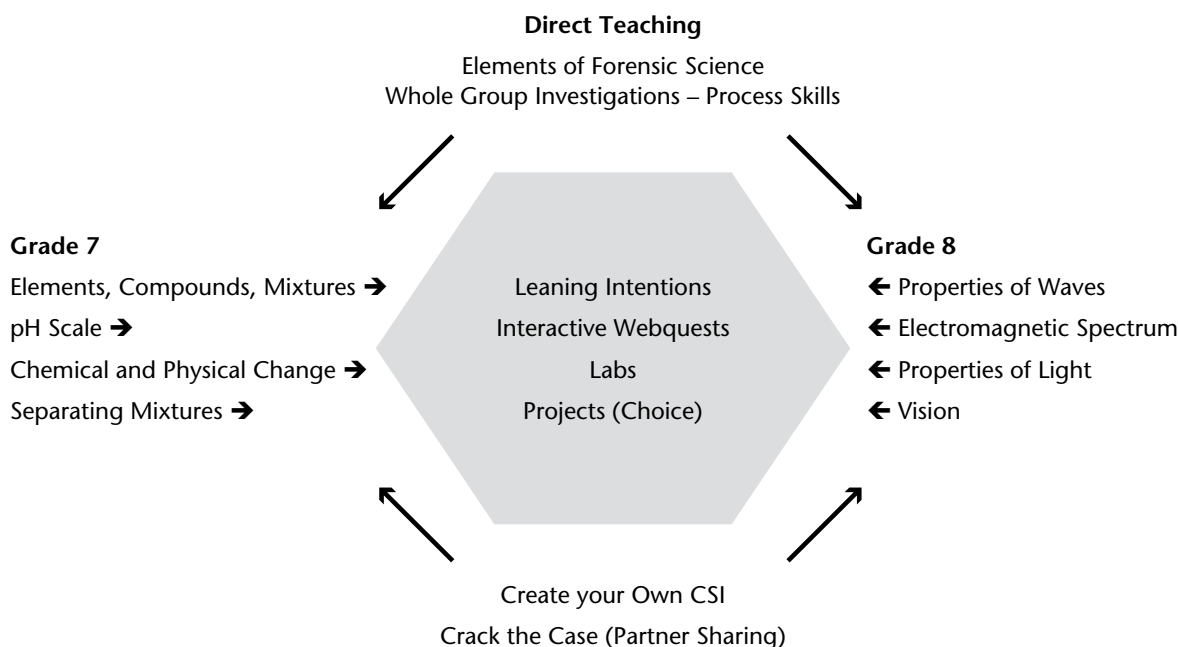 Direct Teaching
Elements of Forensic Science
Whole Group Investigations – Process Skills
Grade 7
Elements, Compounds, Mixtures ➔
pH Scale ➔
Chemical and Physical Change ➔
Separating Mixtures ➔
Leaning Intentions
Interactive Webquests
Labs
Projects (Choice)
Grade 8
← Properties of Waves
← Electromagnetic Spectrum
← Properties of Light
← Vision
Create your Own CSI
Crack the Case (Partner Sharing)